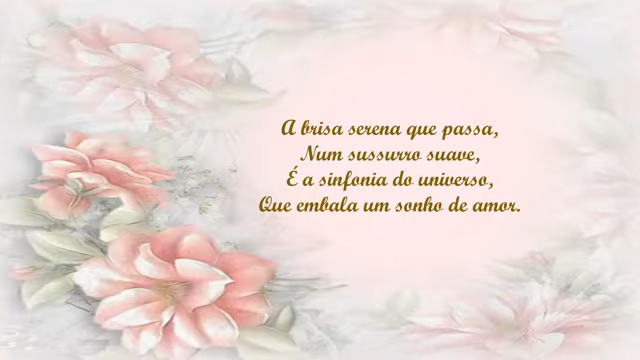 A brisa serena que passa,
Num sussurro suave,
É a sinfonia do universo,
Que embala um sonho de amor.